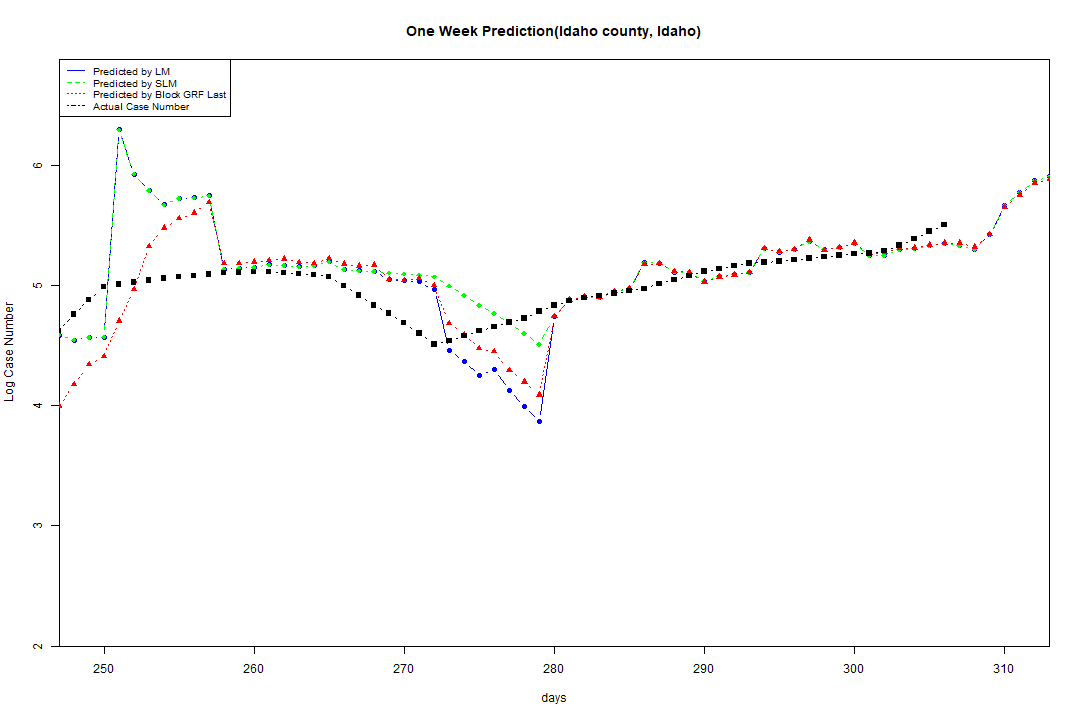 One Week Prediction(Idaho county, Idaho)
Predicted by LM
Predicted by SLM
Predicted by Block GRF Last
Actual Case Number
6
5
4
3
2
Log Case Number
250 260 270 280 290 300 310
days